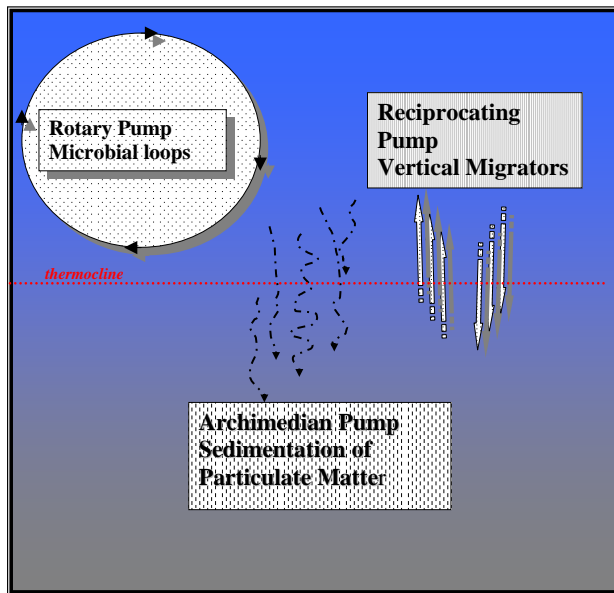 Rotary Pump
Microbial loops
Reciprocating
Pump
Vertical Migrators
thermocline
Archimedian Pump
Sedimentation of
Particulate Matter